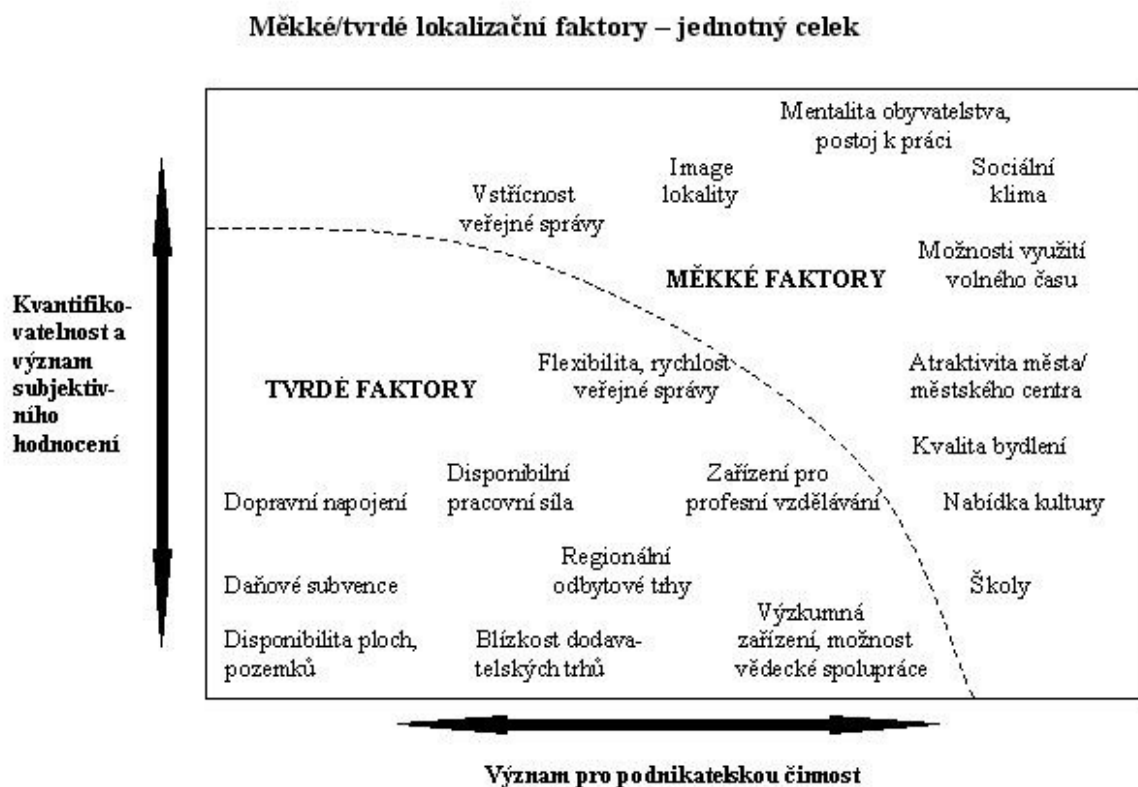 Měkké/tvrdé lokalizační faktory – jednotný celek
Mentalita obyvatelstva,
postoj k práci
Image
lokality
Sociální
klima
Vstřícnost
veřejné správy
Možnosti využití
volného času
MĚKKÉ FAKTORY
Kvantifiko-
vatelnost a
význam
subjektiv-
ního
hodnocení
Flexibilita, rychlost
veřejné správy
Atraktivita města/
městského centra
TVRDÉ FAKTORY
Kvalita bydlení
Disponibilní
pracovní síla
Zařízení pro
profesní vzdělávání
Dopravní napojení
Nabídka kultury
Regionální
odbytové trhy
Daňové subvence
Školy
Výzkumná
zařízení, možnost
vědecké spolupráce
Disponibilita ploch,
pozemků
Blízkost dodava-
telských trhů
Význam pro podnikatelskou činnost